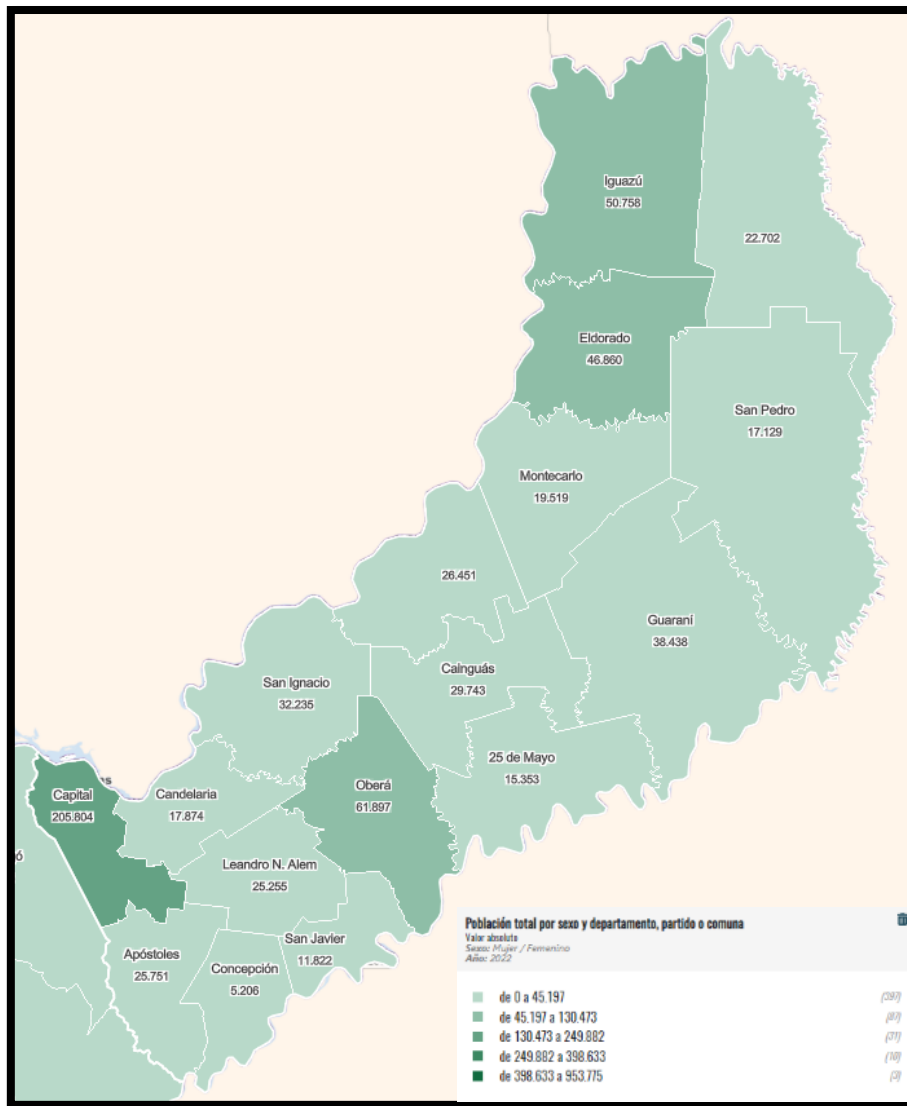 Iguazú
50.758
22.702
Eldorado
46.860
San Pedro
17.129
Montecarlo
19.519
26.451
Guaraní
38.438
Cainguás
29.743
San Ignacio
32.235
25 de Mayo
15.353
Oberá
61.897
Capital
205.804
Candelaria
17.874
Leandro N. Alem
25.255
San Javier
11.822
Apóstoles
25.751
Concepción
5.206
Población total por sexo y departamento, partido o comuna
Valor absoluto
Sexo: Mujer / Femenino
Año: 2022
de 0 a 45.197 (397)
de 45.197 a 130.473 (87)
de 130.473 a 249.882 (31)
de 249.882 a 398.633 (10)
de 398.633 a 953.775 (3)